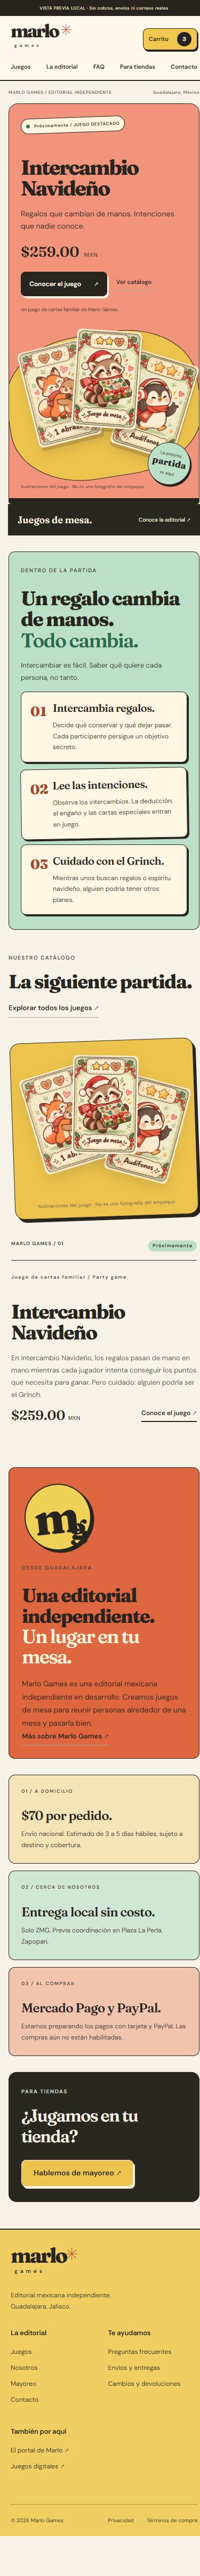 VISTA PREVIA LOCAL · Sin cobros, envíos ni correos reales
marlo
games
Carrito 3
Juegos La editorial FAQ Para tiendas Contacto
MARLO GAMES / EDITORIAL INDEPENDIENTE Guadalajara, México
Próximamente / JUEGO DESTACADO
Intercambio
Navideño
Regalos que cambian de manos. Intenciones
que nadie conoce.
$259.00 MXN
Conocer el juego ↗ Ver catálogo
Un juego de cartas familiar de Marlo Games.
Juego de mesa
Audífonos
La próxima
partida
es aquí.
Ilustraciones del juego · No es una fotografía del empaque.
Juegos de mesa. Conoce la editorial ↗
DENTRO DE LA PARTIDA
Un regalo cambia
de manos.
Todo cambia.
Intercambiar es fácil. Saber qué quiere cada
persona, no tanto.
01 Intercambia regalos.
Decide qué conservar y qué dejar pasar.
Cada participante persigue un objetivo
secreto.
02 Lee las intenciones.
Observa los intercambios. La deducción,
el engaño y las cartas especiales entran
en juego.
03 Cuidado con el Grinch.
Mientras unos buscan regalos o espíritu
navideño, alguien podría tener otros
planes.
NUESTRO CATÁLOGO
La siguiente partida.
Explorar todos los juegos ↗
Juego de mesa
Audífonos
Ilustraciones del juego · No es una fotografía del empaque.
MARLO GAMES / 01 Próximamente
Juego de cartas familiar / Party game
Intercambio
Navideño
En Intercambio Navideño, los regalos pasan de mano en
mano mientras cada jugador intenta conseguir los puntos
que necesita para ganar. Pero cuidado: alguien podría ser
el Grinch.
$259.00 MXN Conoce el juego ↗
mg
DESDE GUADALAJARA
Una editorial
independiente.
Un lugar en tu
mesa.
Marlo Games es una editorial mexicana
independiente en desarrollo. Creamos juegos
de mesa para reunir personas alrededor de una
mesa y pasarla bien.
Más sobre Marlo Games ↗
01 / A DOMICILIO
$70 por pedido.
Envío nacional. Estimado de 3 a 5 días hábiles, sujeto a
destino y cobertura.
02 / CERCA DE NOSOTROS
Entrega local sin costo.
Solo ZMG. Previa coordinación en Plaza La Perla,
Zapopan.
03 / AL COMPRAR
Mercado Pago y PayPal.
Estamos preparando los pagos con tarjeta y PayPal. Las
compras aún no están habilitadas.
PARA TIENDAS
¿Jugamos en tu
tienda?
Hablemos de mayoreo ↗
marlo
games
Editorial mexicana independiente.
Guadalajara, Jalisco.
La editorial
Juegos
Nosotros
Mayoreo
Contacto
Te ayudamos
Preguntas frecuentes
Envíos y entregas
Cambios y devoluciones
También por aquí
El portal de Marlo ↗
Juegos digitales ↗
© 2026 Marlo Games Privacidad Términos de compra